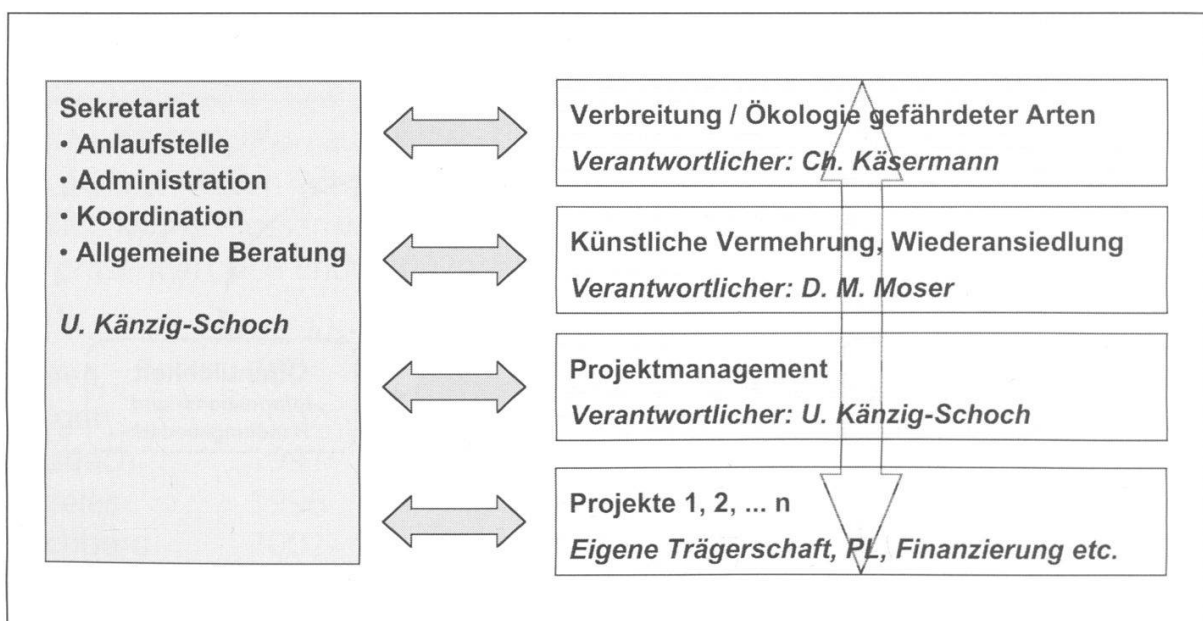 Sekretariat
• Anlaufstelle
• Administration
• Koordination
• Allgemeine Beratung
U. Känzig-Schoch
Verbreitung / Ökologie gefährdeter Arten
Verantwortlicher: Ch. Käsermann
Künstliche Vermehrung, Wiederansiedlung
Verantwortlicher: D. M. Moser
Projektmanagement
Verantwortlicher: U. Känzig-Schoch
Projekte 1, 2, ... n
Eigene Trägerschaft, PL, Finanzierung etc.